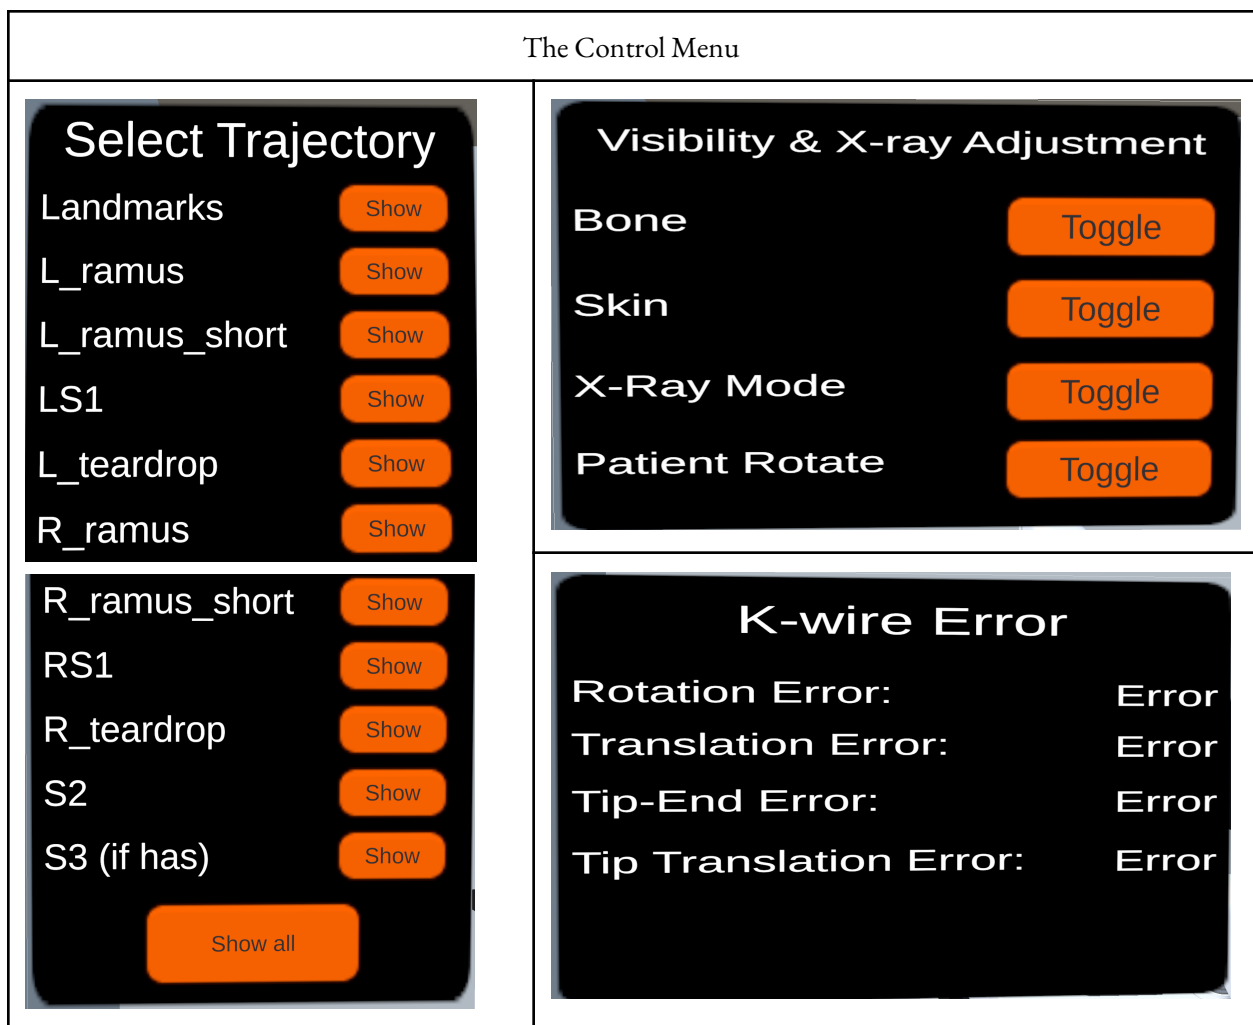 The Control Menu
Select Trajectory
Landmarks Show
L_ramus Show
L_ramus_short Show
LS1 Show
L_teardrop Show
R_ramus Show
R_ramus_short Show
RS1 Show
R_teardrop Show
S2 Show
S3 (if has) Show
Show all
Visibility & X-ray Adjustment
Bone Toggle
Skin Toggle
X-Ray Mode Toggle
Patient Rotate Toggle
K-wire Error
Rotation Error: Error
Translation Error: Error
Tip-End Error: Error
Tip Translation Error: Error